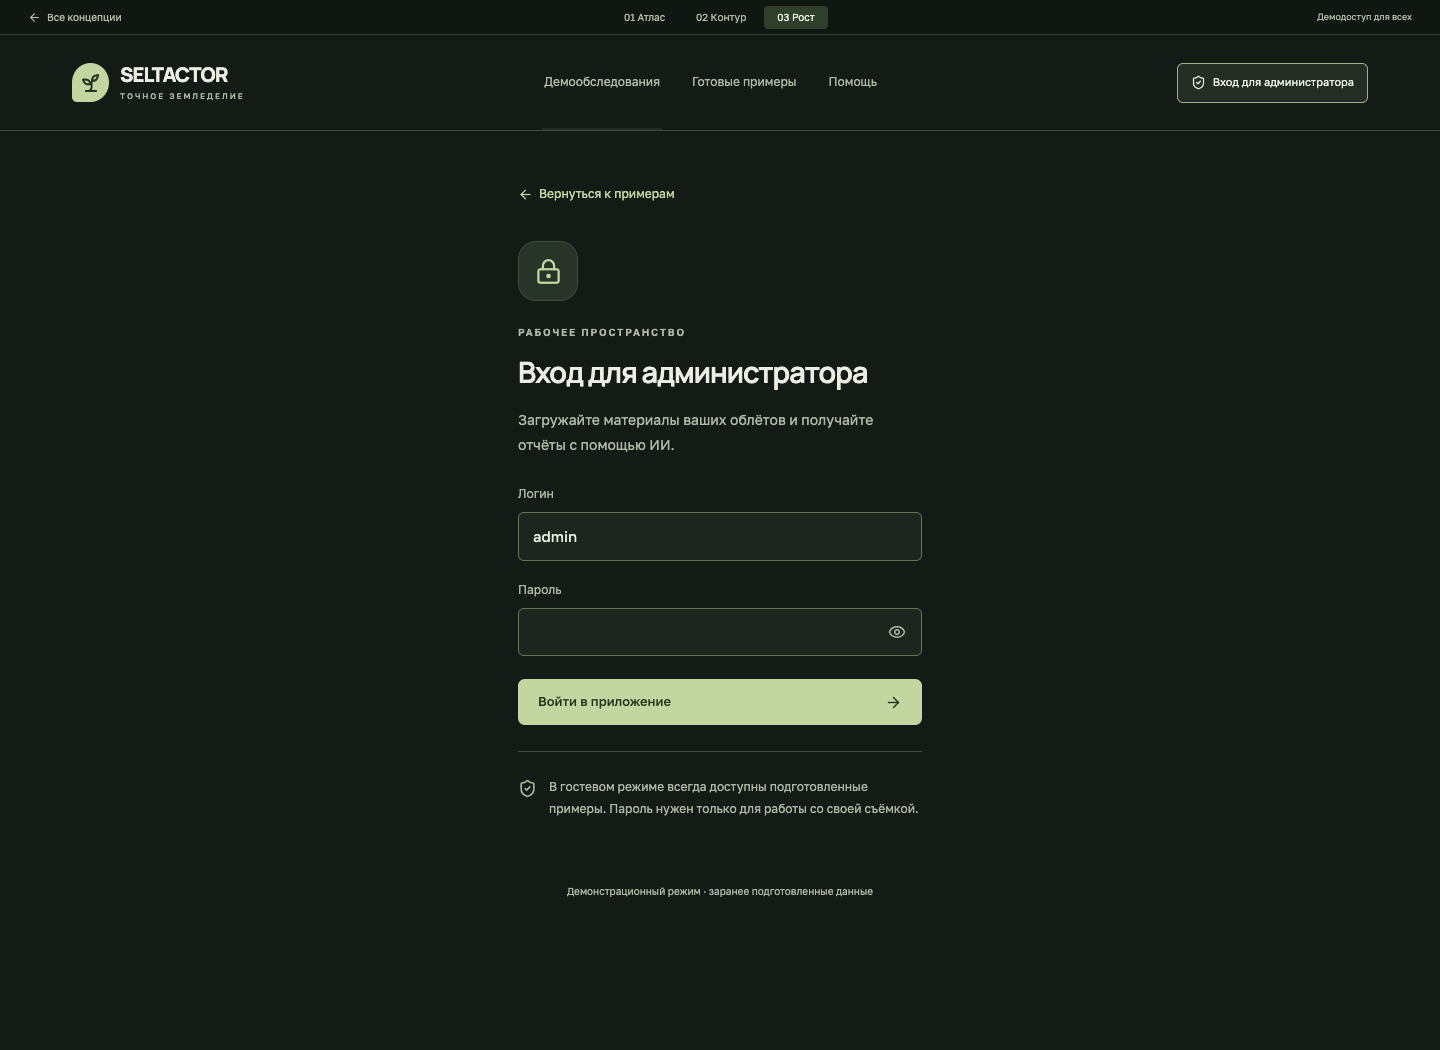 Все концепции
01 Атлас
02 Контур
03 Рост
Демодоступ для всех
SELTACTOR
ТОЧНОЕ ЗЕМЛЕДЕЛИЕ
Демообследования
Готовые примеры
Помощь
Вход для администратора
Вернуться к примерам
РАБОЧЕЕ ПРОСТРАНСТВО
Вход для администратора
Загружайте материалы ваших облётов и получайте
отчёты с помощью ИИ.
Логин
admin
Пароль
Войти в приложение
В гостевом режиме всегда доступны подготовленные
примеры. Пароль нужен только для работы со своей съёмкой.
Демонстрационный режим · заранее подготовленные данные